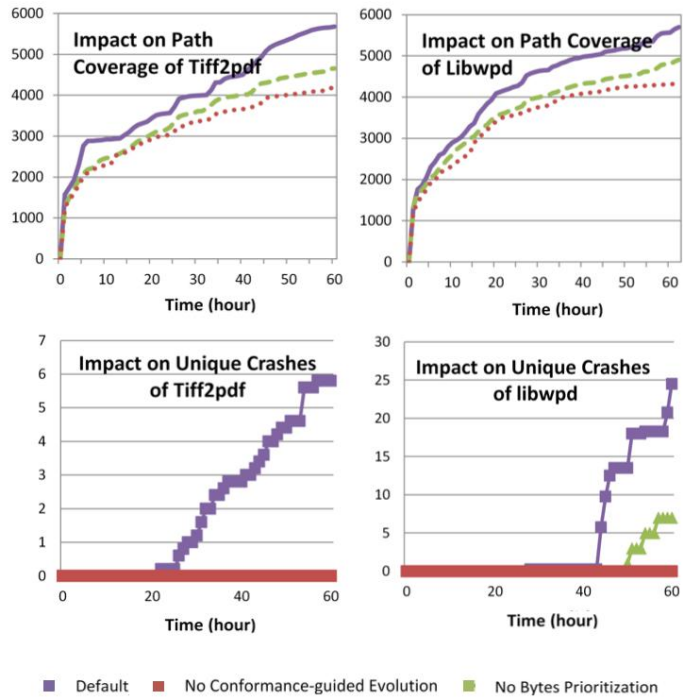 Impact on Path
Coverage of Tiff2pdf
6000
5000
4000
3000
2000
1000
0
0 10 20 30 40 50 60
Time (hour)
Impact on Path Coverage
of Libwpd
6000
5000
4000
3000
2000
1000
0
0 10 20 30 40 50 60
Time (hour)
Impact on Unique Crashes
of Tiff2pdf
7
6
5
4
3
2
1
0
0 20 40 60
Time (hour)
Impact on Unique Crashes
of libwpd
30
25
20
15
10
5
0
0 20 40 60
Time (hour)
Default No Conformance-guided Evolution No Bytes Prioritization